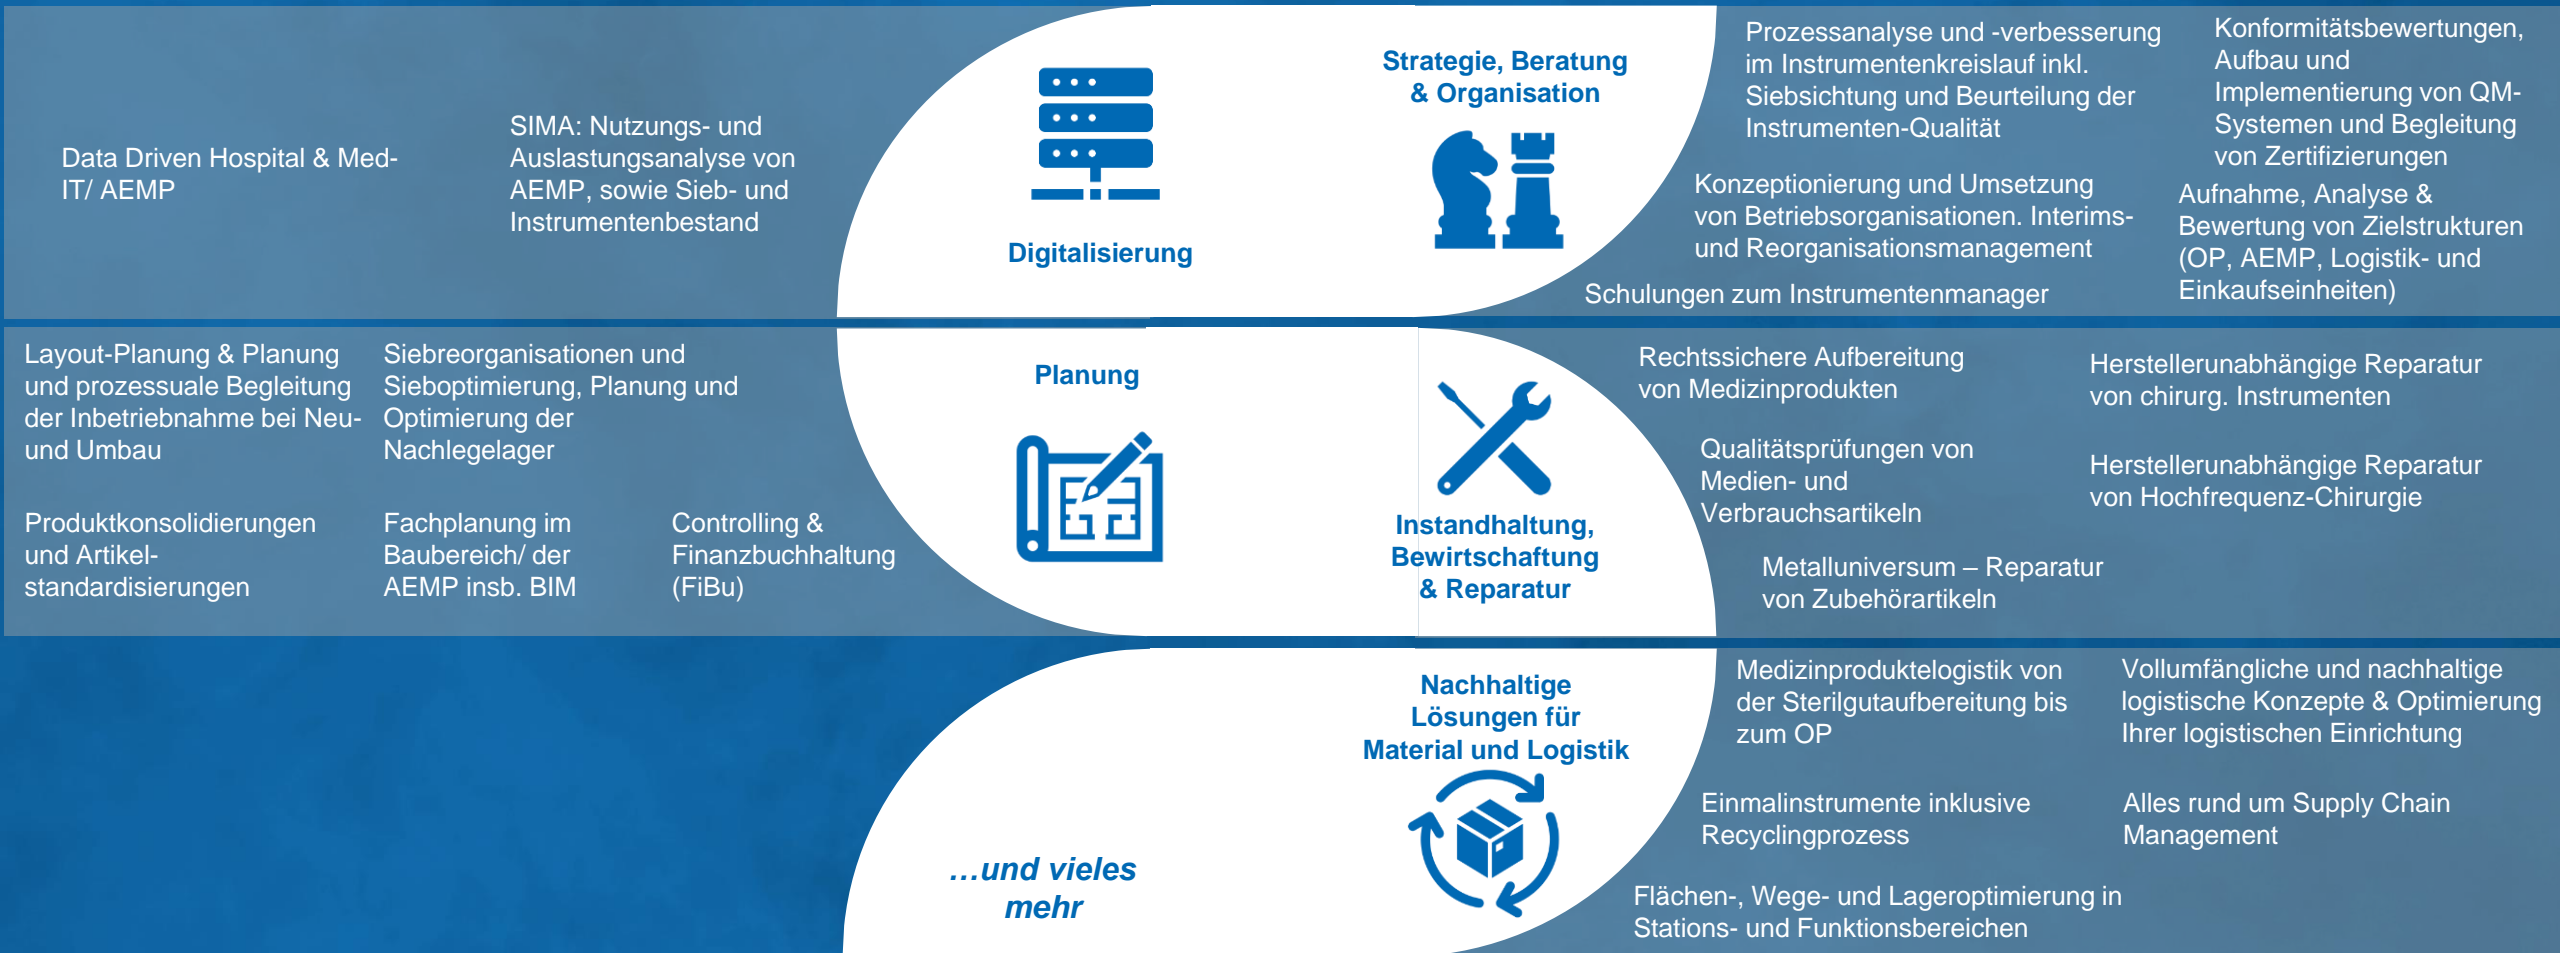 Data Driven Hospital & Med-
IT/ AEMP
SIMA: Nutzungs- und
Auslastungsanalyse von
AEMP, sowie Sieb- und
Instrumentenbestand
Digitalisierung
Strategie, Beratung
& Organisation
Prozessanalyse und -verbesserung
im Instrumentenkreislauf inkl.
Siebsichtung und Beurteilung der
Instrumenten-Qualität
Konformitätsbewertungen,
Aufbau und
Implementierung von QM-
Systemen und Begleitung
von Zertifizierungen
Konzeptionierung und Umsetzung
von Betriebsorganisationen. Interims-
und Reorganisationsmanagement
Aufnahme, Analyse &
Bewertung von Zielstrukturen
(OP, AEMP, Logistik- und
Einkaufseinheiten)
Schulungen zum Instrumentenmanager
Layout-Planung & Planung
und prozessuale Begleitung
der Inbetriebnahme bei Neu-
und Umbau
Siebreorganisationen und
Sieboptimierung, Planung und
Optimierung der
Nachlegelager
Produktkonsolidierungen
und Artikel-
standardisierungen
Fachplanung im
Baubereich/ der
AEMP insb. BIM
Controlling &
Finanzbuchhaltung
(FiBu)
Planung
Instandhaltung,
Bewirtschaftung
& Reparatur
Rechtssichere Aufbereitung
von Medizinprodukten
Herstellerunabhängige Reparatur
von chirurg. Instrumenten
Qualitätsprüfungen von
Medien- und
Verbrauchsartikeln
Herstellerunabhängige Reparatur
von Hochfrequenz-Chirurgie
Metalluniversum – Reparatur
von Zubehörartikeln
…und vieles
mehr
Nachhaltige
Lösungen für
Material und Logistik
Medizinproduktelogistik von
der Sterilgutaufbereitung bis
zum OP
Vollumfängliche und nachhaltige
logistische Konzepte & Optimierung
Ihrer logistischen Einrichtung
Einmalinstrumente inklusive
Recyclingprozess
Alles rund um Supply Chain
Management
Flächen-, Wege- und Lageroptimierung in
Stations- und Funktionsbereichen